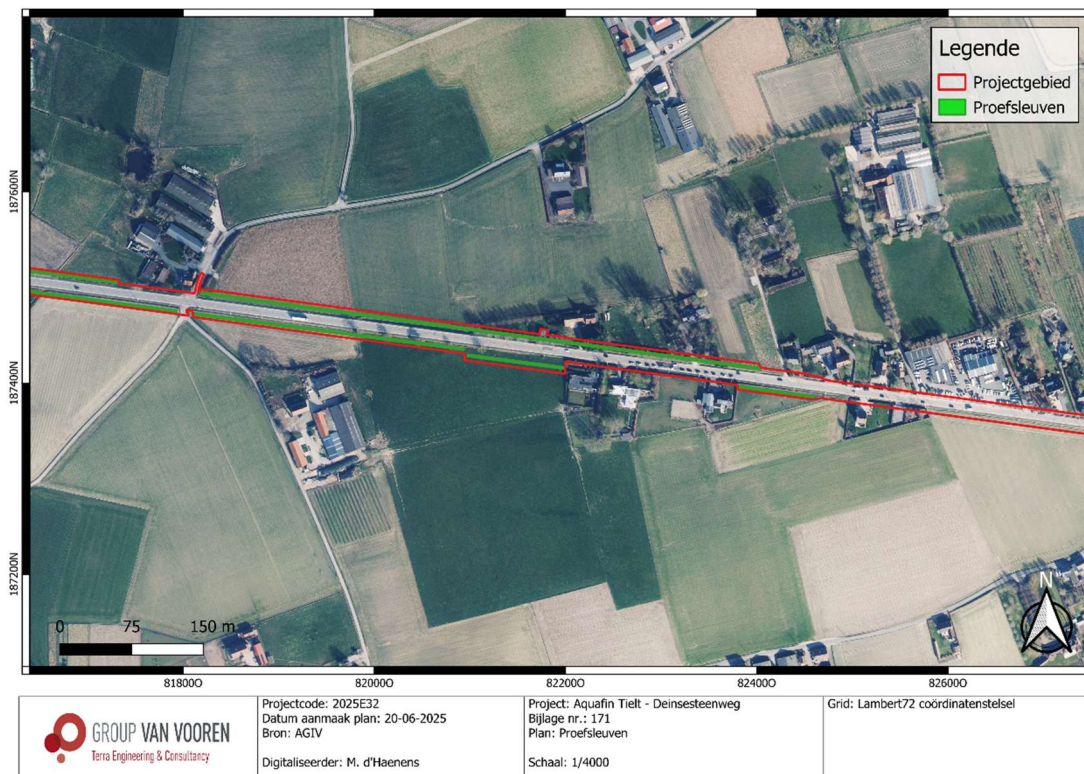 Legende
Projectgebied
Proefsleuven
187600N
187400N
187200N
N
0 75 150 m
818000 820000 822000 824000 826000
GROUP VAN VOOREN
Terra Engineering & Consultancy
Projectcode: 2025E32
Datum aanmaak plan: 20-06-2025
Bron: AGIV
Digitaliseerder: M. d'Haenens
Project: Aquafin Tielt - Deinsesteenweg
Bijlage nr.: 171
Plan: Proefsleuven
Schaal: 1/4000
Grid: Lambert72 coördinatenstelsel